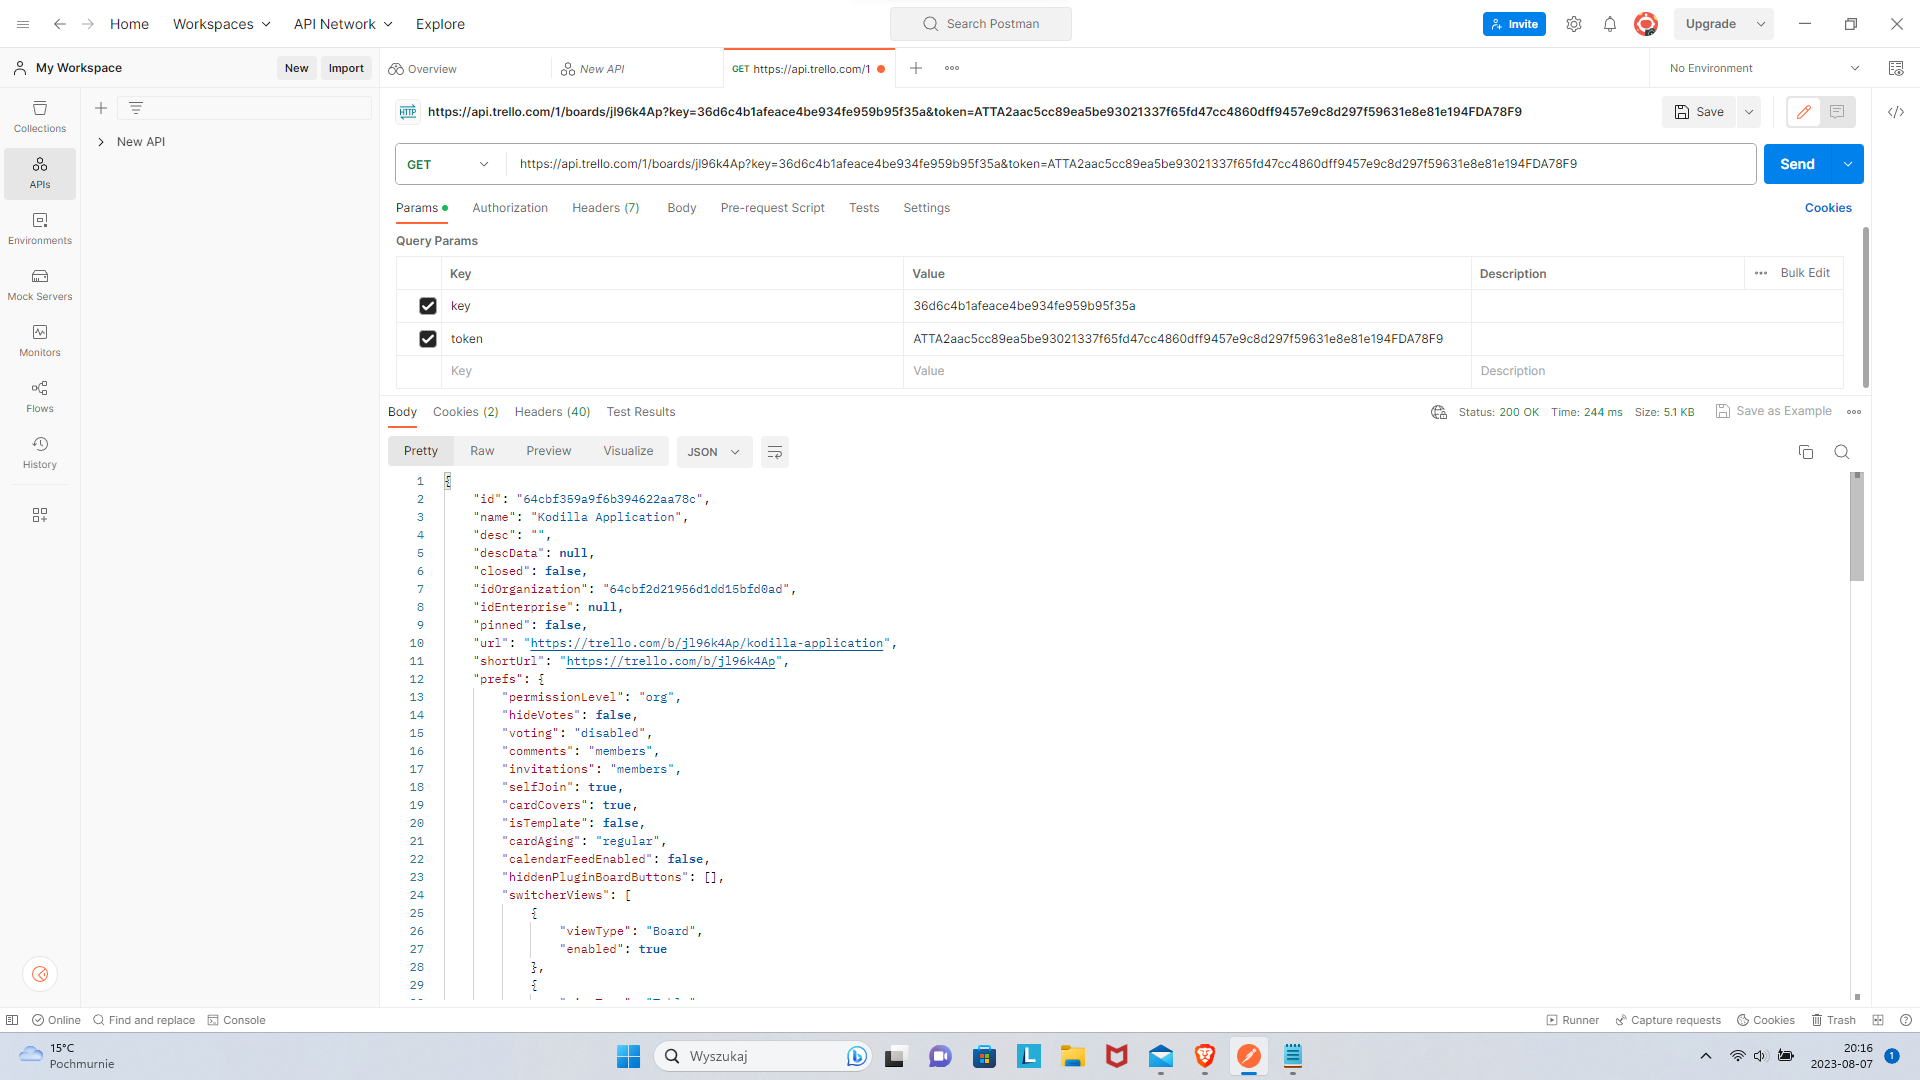 Home Workspaces API Network Explore Search Postman Invite Upgrade
My Workspace New Import Overview New API GET https://api.trello.com/1 No Environment
Collections
APIs
Environments
Mock Servers
Monitors
Flows
History
New API
HTTP https://api.trello.com/1/boards/jl96k4Ap?key=36d6c4b1afeace4be934fe959b95f35a&token=ATTA2aac5cc89ea5be93021337f65fd47cc4860dff9457e9c8d297f59631e8e81e194FDA78F9 Save
GET https://api.trello.com/1/boards/jl96k4Ap?key=36d6c4b1afeace4be934fe959b95f35a&token=ATTA2aac5cc89ea5be93021337f65fd47cc4860dff9457e9c8d297f59631e8e81e194FDA78F9 Send
Params Authorization Headers (7) Body Pre-request Script Tests Settings Cookies
Query Params
Key Value Description Bulk Edit
key 36d6c4b1afeace4be934fe959b95f35a
token ATTA2aac5cc89ea5be93021337f65fd47cc4860dff9457e9c8d297f59631e8e81e194FDA78F9
Key Value Description
Body Cookies (2) Headers (40) Test Results Status: 200 OK Time: 244 ms Size: 5.1 KB Save as Example
Pretty Raw Preview Visualize JSON
1 {
2 "id": "64cbf359a9f6b394622aa78c",
3 "name": "Kodilla Application",
4 "desc": "",
5 "descData": null,
6 "closed": false,
7 "idOrganization": "64cbf2d21956d1dd15bfd0ad",
8 "idEnterprise": null,
9 "pinned": false,
10 "url": "https://trello.com/b/jl96k4Ap/kodilla-application",
11 "shortUrl": "https://trello.com/b/jl96k4Ap",
12 "prefs": {
13 "permissionLevel": "org",
14 "hideVotes": false,
15 "voting": "disabled",
16 "comments": "members",
17 "invitations": "members",
18 "selfJoin": true,
19 "cardCovers": true,
20 "isTemplate": false,
21 "cardAging": "regular",
22 "calendarFeedEnabled": false,
23 "hiddenPluginBoardButtons": [],
24 "switcherViews": [
25 {
26 "viewType": "Board",
27 "enabled": true
28 },
29 {
Online Find and replace Console Runner Capture requests Cookies Trash
15°C
Pochmurnie
Wyszukaj
20:16
2023-08-07
1